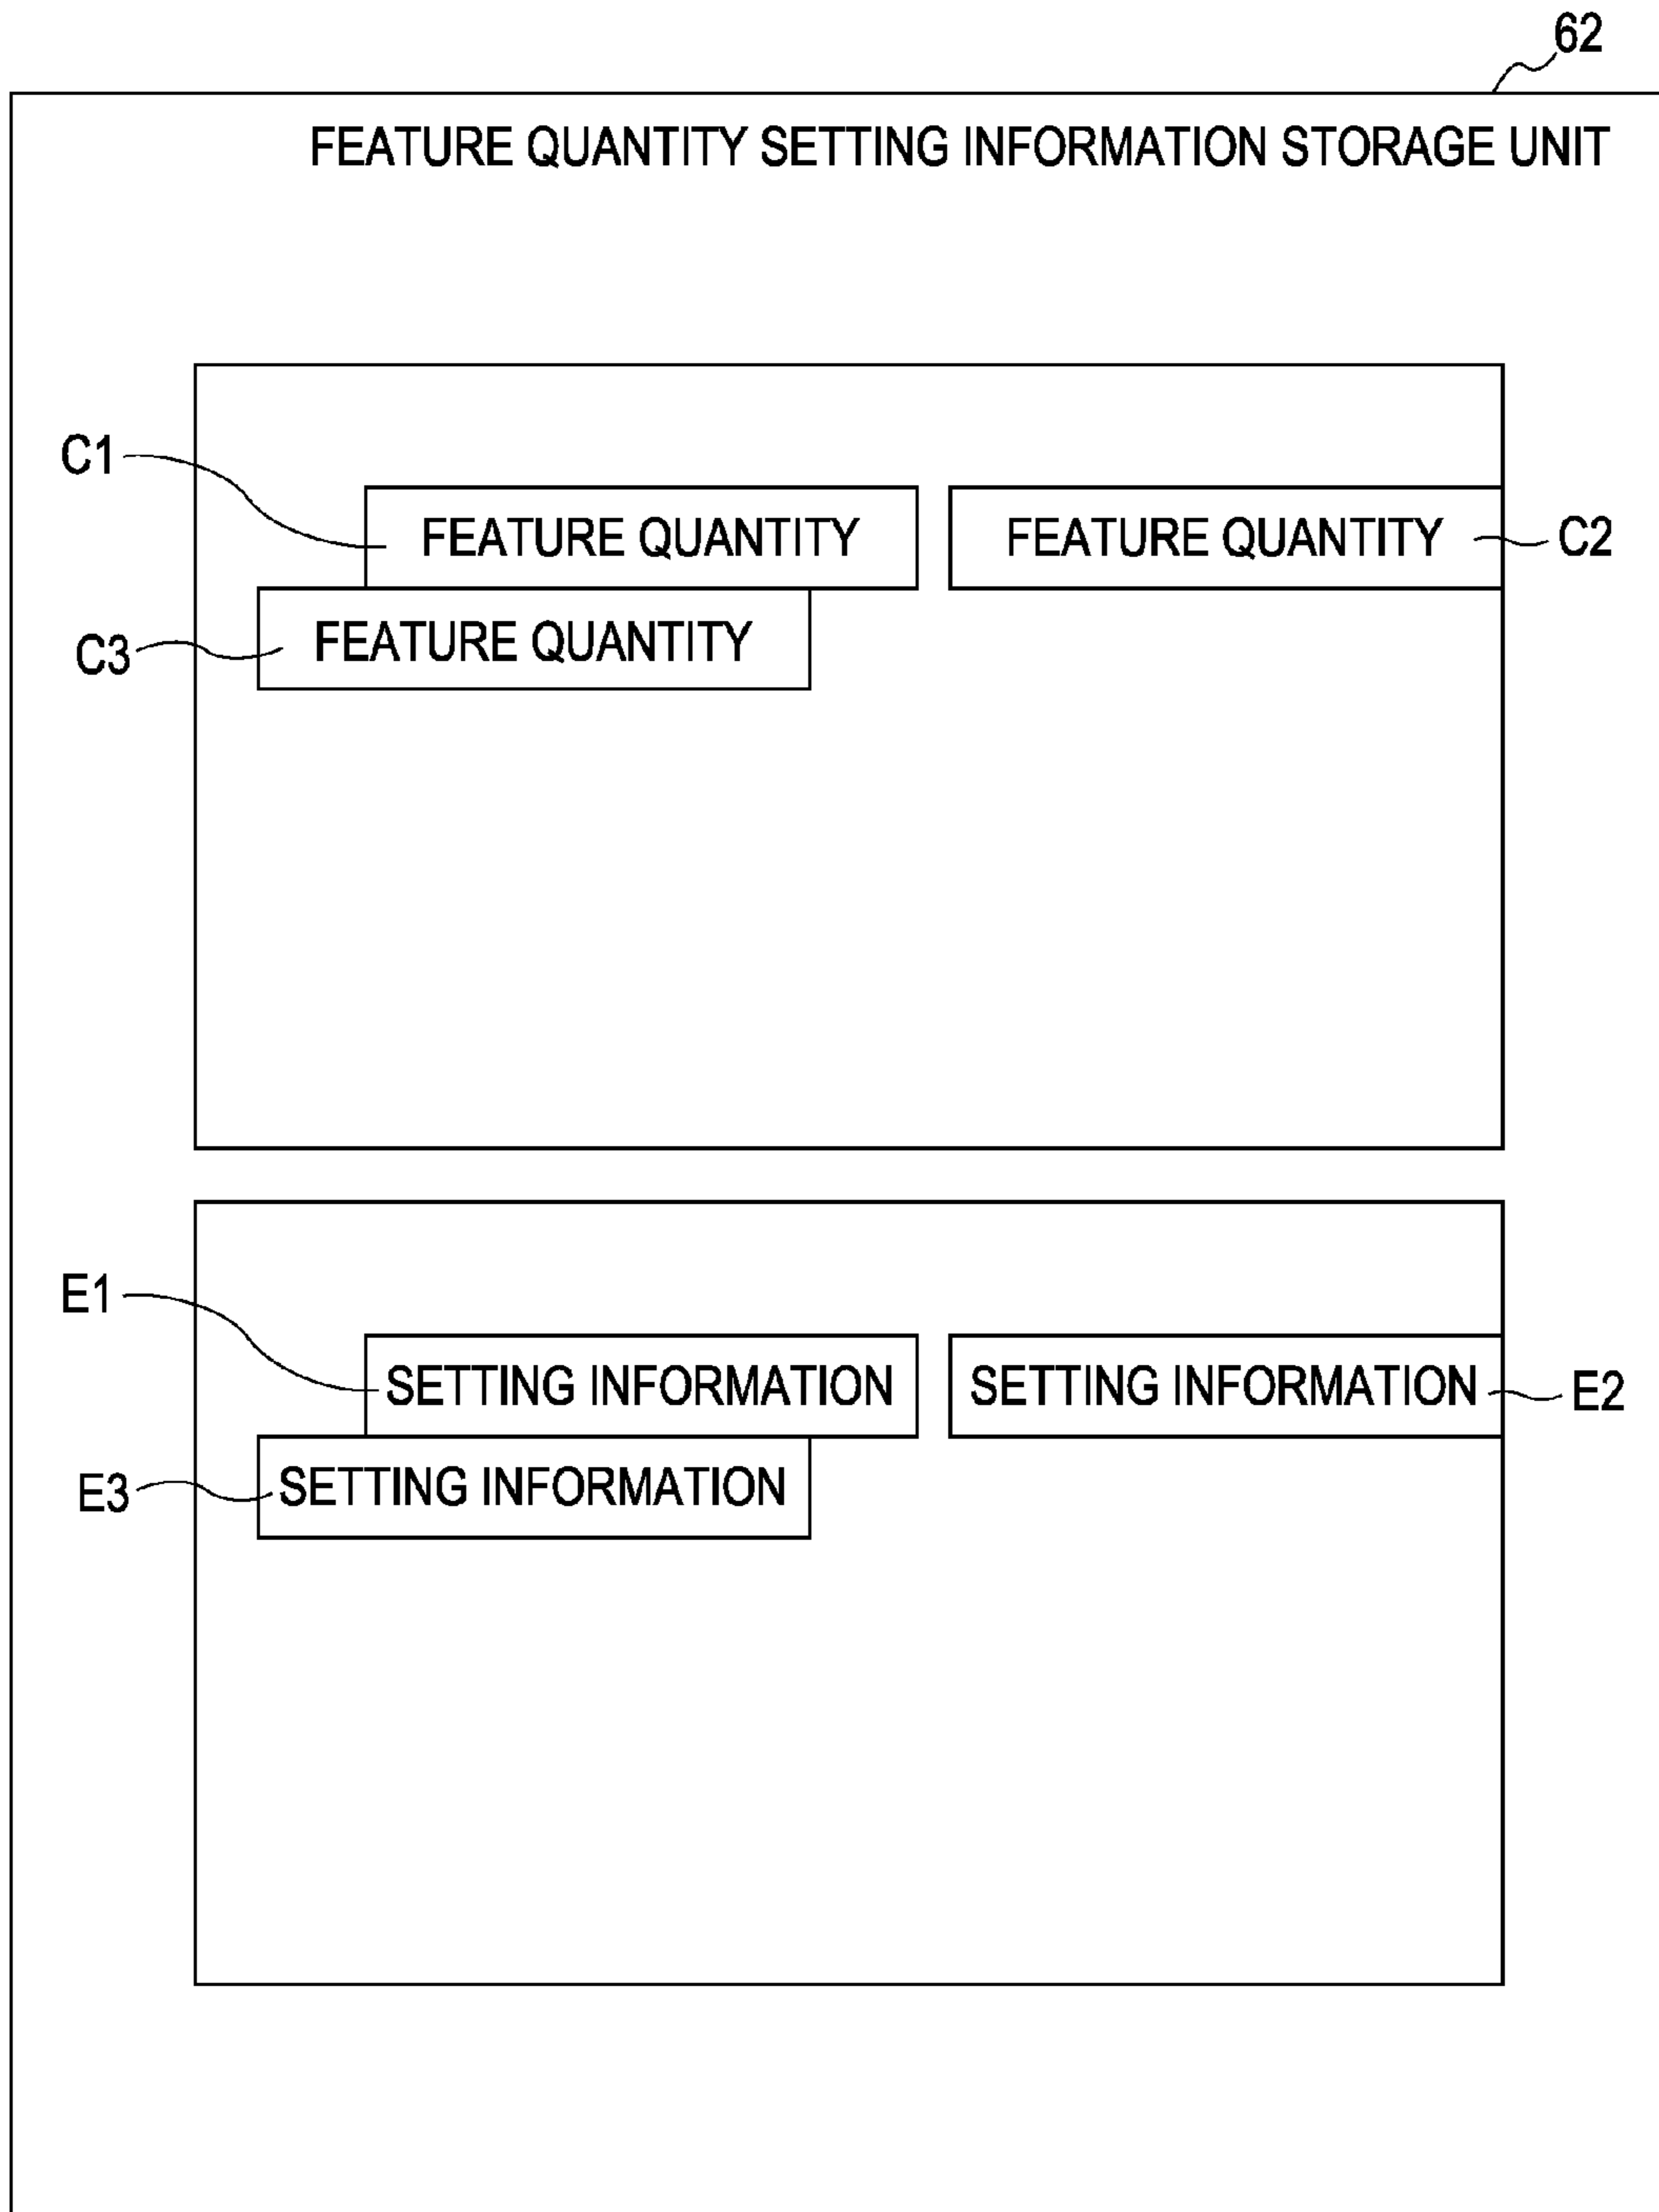 62
FEATURE QUANTITY SETTING INFORMATION STORAGE UNIT
C1
FEATURE QUANTITY
FEATURE QUANTITY
C2
C3
FEATURE QUANTITY
E1
SETTING INFORMATION
SETTING INFORMATION
E2
E3
SETTING INFORMATION